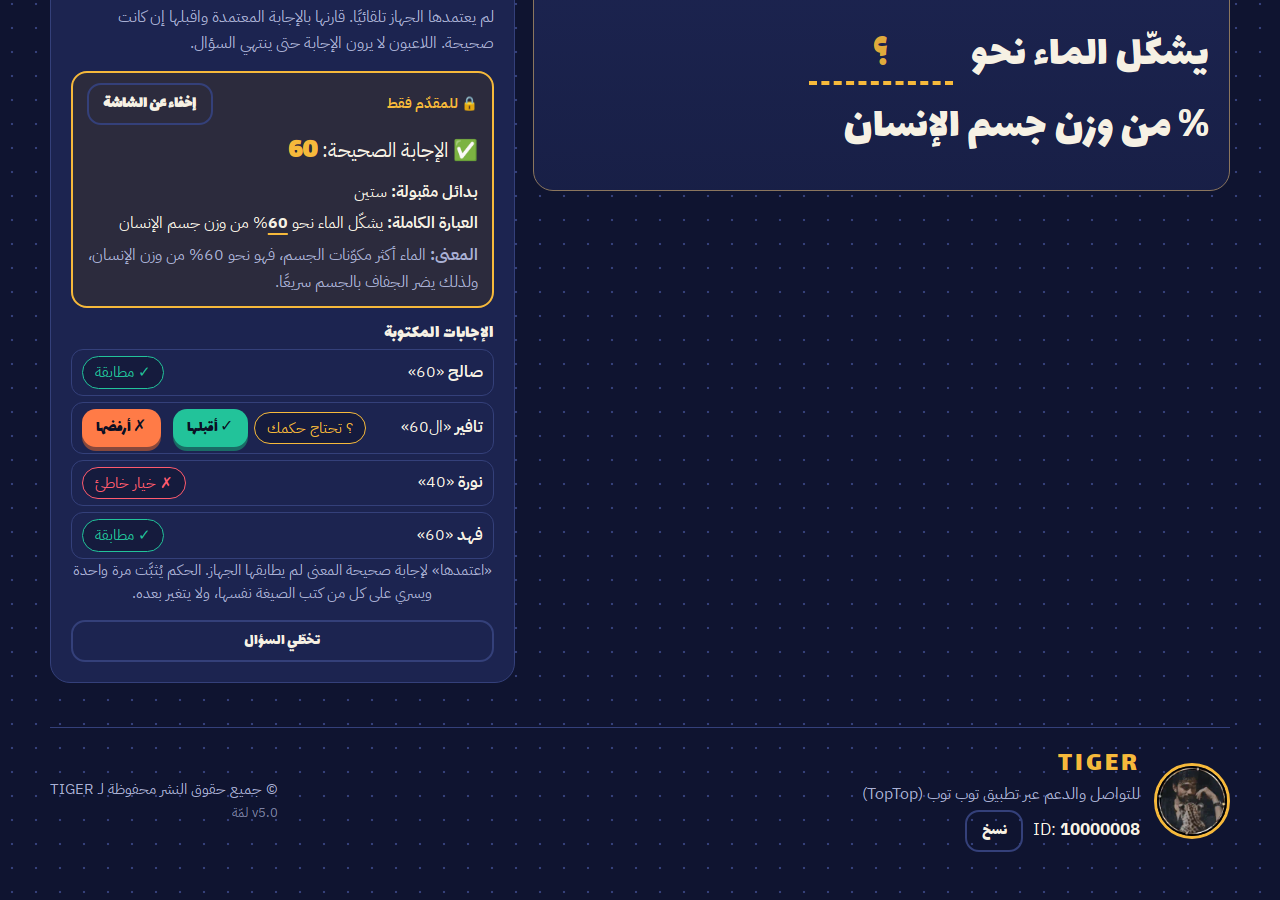 يشكّل الماء نحو ؟
% من وزن جسم الإنسان
لم يعتمدها الجهاز تلقائيًا. قارنها بالإجابة المعتمدة واقبلها إن كانت
صحيحة. اللاعبون لا يرون الإجابة حتى ينتهي السؤال.
🔒 للمقدّم فقط
إخفاء عن الشاشة
✅ الإجابة الصحيحة: 60
بدائل مقبولة: ستين
العبارة الكاملة: يشكّل الماء نحو 60% من وزن جسم الإنسان
المعنى: الماء أكثر مكوّنات الجسم، فهو نحو 60% من وزن الإنسان،
ولذلك يضر الجفاف بالجسم سريعًا.
الإجابات المكتوبة
صالح «60» ✓ مطابقة
تافير «ال60» ؟ تحتاج حكمك ✓ أقبلها ✗ أرفضها
نورة «40» ✗ خيار خاطئ
فهد «60» ✓ مطابقة
«اعتمدها» لإجابة صحيحة المعنى لم يطابقها الجهاز. الحكم يُثبَّت مرة واحدة
ويسري على كل من كتب الصيغة نفسها، ولا يتغير بعده.
تخطّي السؤال
TIGER
للتواصل والدعم عبر تطبيق توب توب (TopTop)
ID: 10000008 نسخ
© جميع حقوق النشر محفوظة لـ TIGER
لمّة v5.0